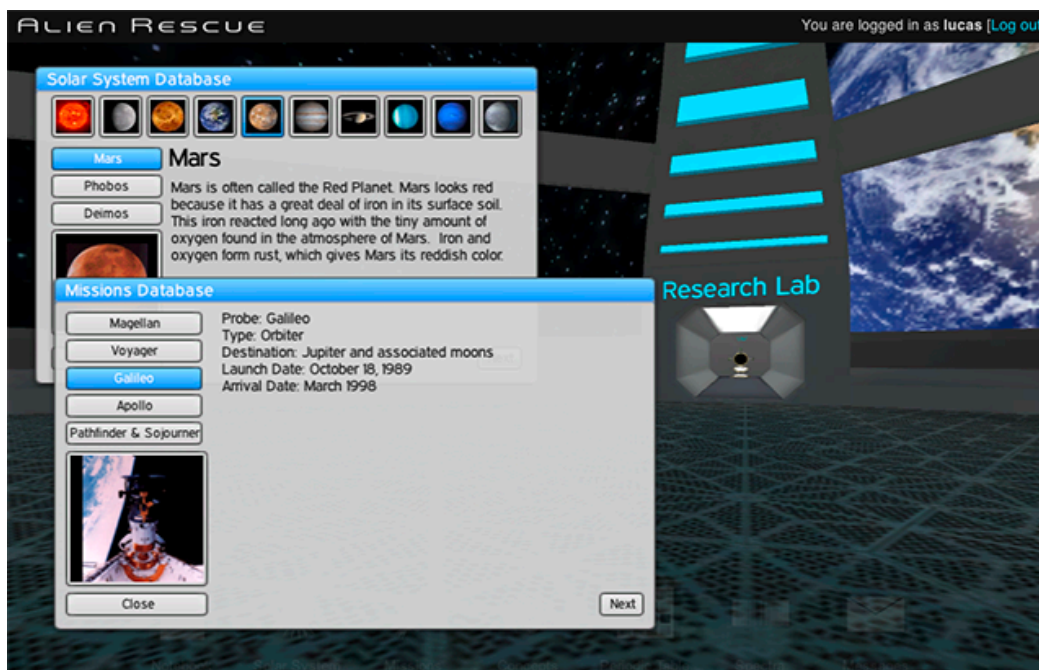 ALIEN RESCUE
You are logged in as lucas [Log out
Solar System Database
Mars
Phobos
Deimos
Mars
Mars is often called the Red Planet. Mars looks red
because it has a great deal of iron in its surface soil.
This iron reacted long ago with the tiny amount of
oxygen found in the atmosphere of Mars. Iron and
oxygen form rust, which gives Mars its reddish color.
Next
Missions Database
Magellan
Voyager
Galileo
Apollo
Pathfinder & Sojourner
Probe: Galileo
Type: Orbiter
Destination: Jupiter and associated moons
Launch Date: October 18, 1989
Arrival Date: March 1998
Close
Next
Research Lab